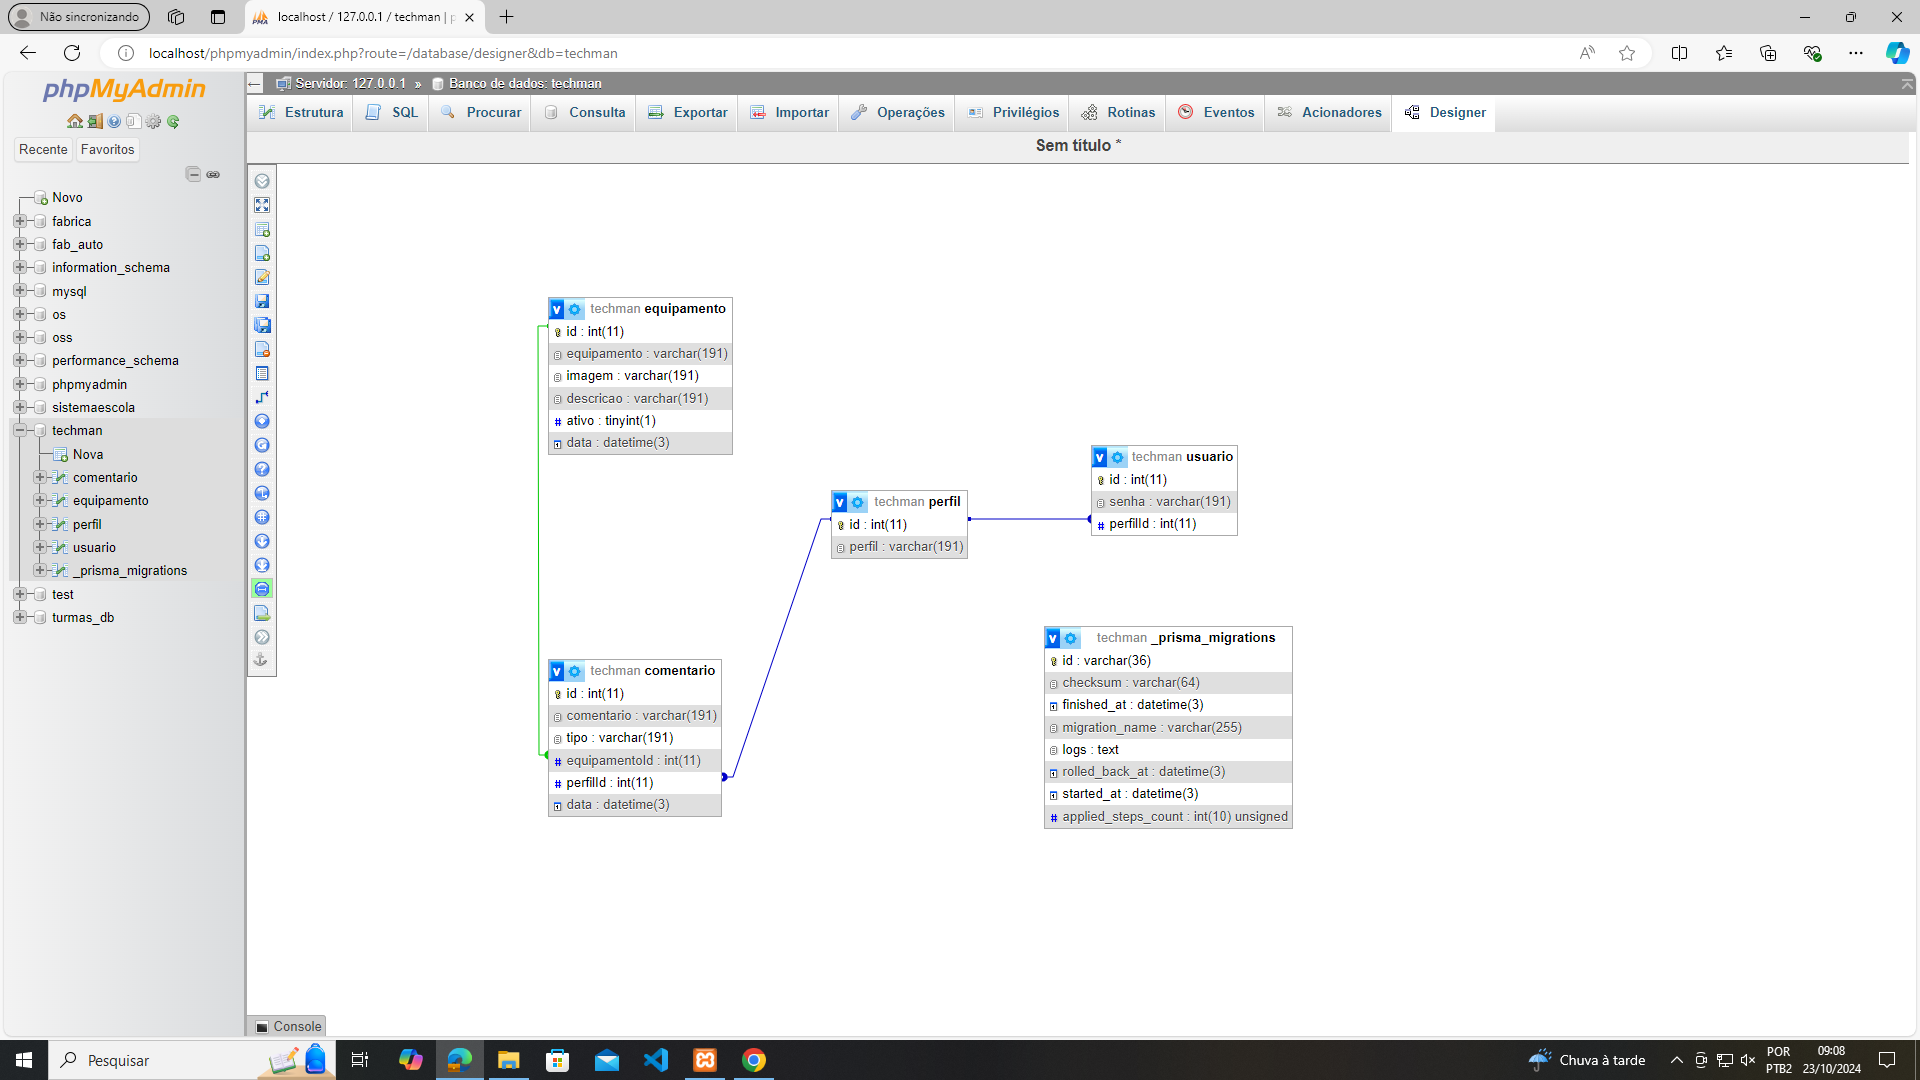 Não sincronizando
localhost / 127.0.0.1 / techman | p
localhost/phpmyadmin/index.php?route=/database/designer&db=techman
phpMyAdmin
Recente
Favoritos
Novo
fabrica
fab_auto
information_schema
mysql
os
oss
performance_schema
phpmyadmin
sistemaescola
techman
Nova
comentario
equipamento
perfil
usuario
_prisma_migrations
test
turmas_db
Servidor: 127.0.0.1 » Banco de dados: techman
Estrutura
SQL
Procurar
Consulta
Exportar
Importar
Operações
Privilégios
Rotinas
Eventos
Acionadores
Designer
Sem título *
techman equipamento
id : int(11)
equipamento : varchar(191)
imagem : varchar(191)
descricao : varchar(191)
ativo : tinyint(1)
data : datetime(3)
techman perfil
id : int(11)
perfil : varchar(191)
techman usuario
id : int(11)
senha : varchar(191)
perfilId : int(11)
techman comentario
id : int(11)
comentario : varchar(191)
tipo : varchar(191)
equipamentoId : int(11)
perfilId : int(11)
data : datetime(3)
techman _prisma_migrations
id : varchar(36)
checksum : varchar(64)
finished_at : datetime(3)
migration_name : varchar(255)
logs : text
rolled_back_at : datetime(3)
started_at : datetime(3)
applied_steps_count : int(10) unsigned
Console
Pesquisar
Chuva à tarde
POR
PTB2
09:08
23/10/2024